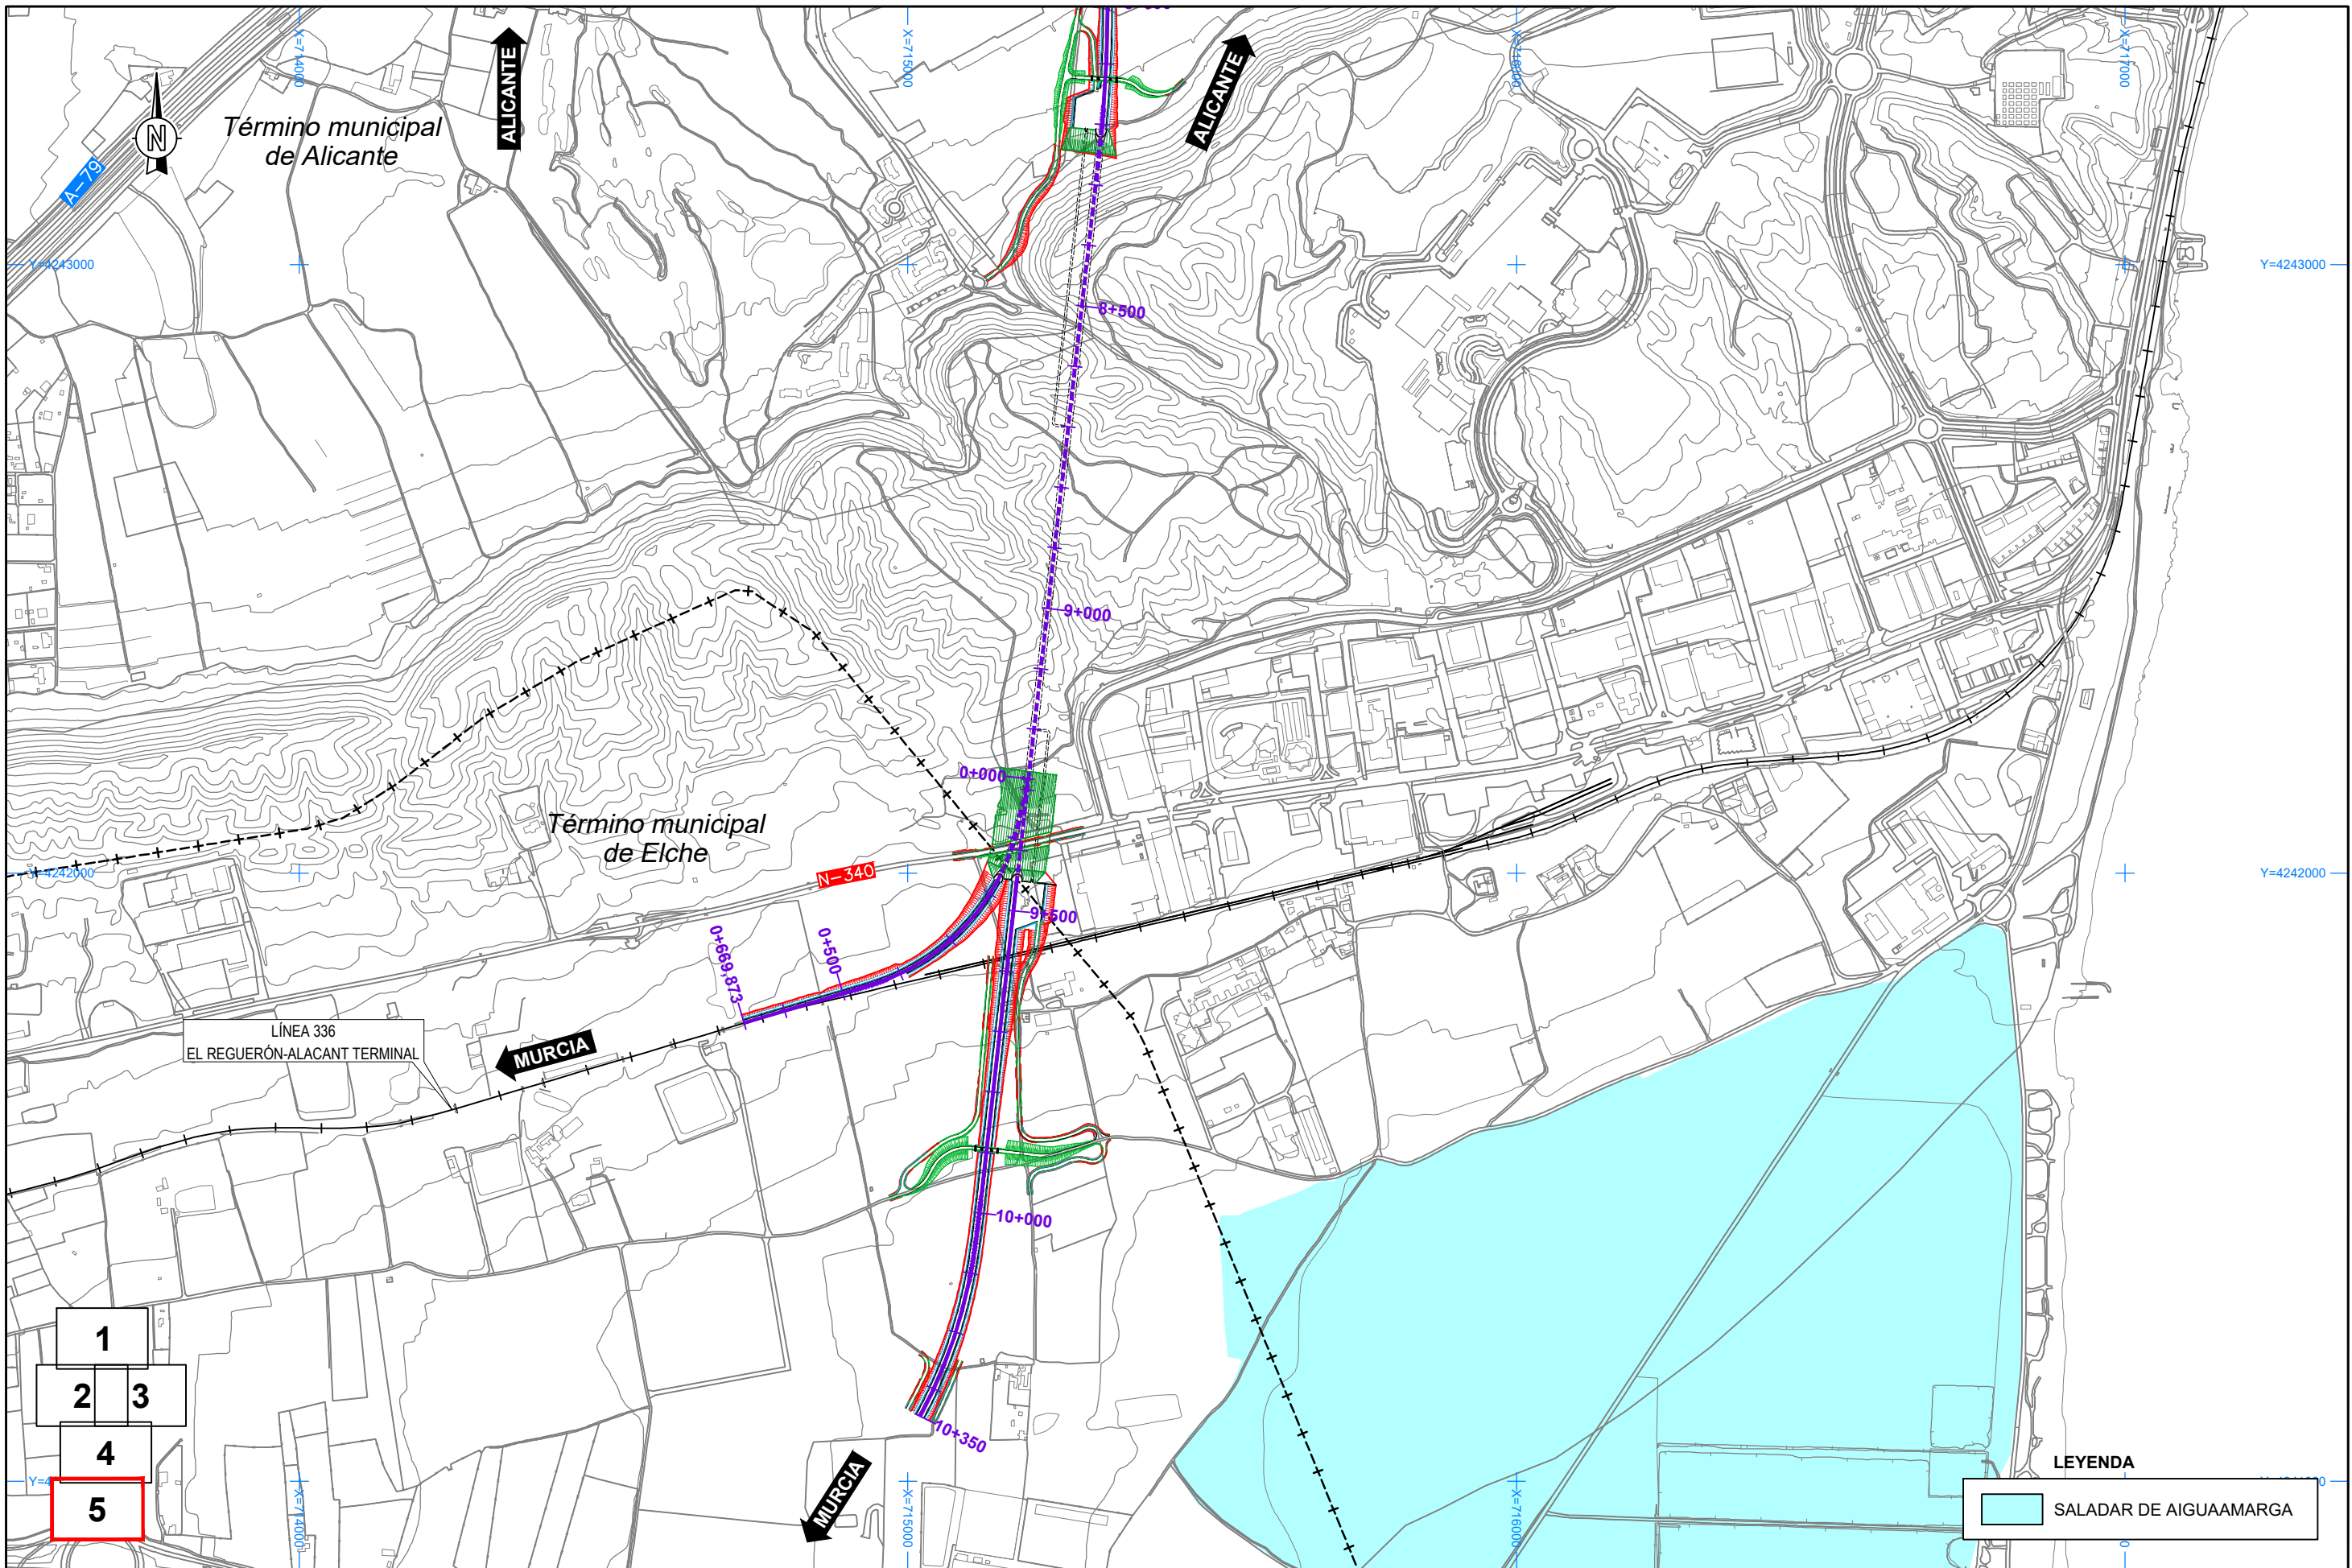 X=714000
X=715000
X=716000
X=717000
ALICANTE
ALICANTE
N
Término municipal
de Alicante
A-79
Y=4243000
Y=4243000
8+500
9+000
0+000
Término municipal
de Elche
N-340
Y=4242000
Y=4242000
9+500
0+500
0+669,873
LÍNEA 336
EL REGUERÓN-ALACANT TERMINAL
MURCIA
10+000
10+350
MURCIA
1
2
3
4
5
X=714000
X=715000
X=716000
LEYENDA
SALADAR DE AIGUAAMARGA